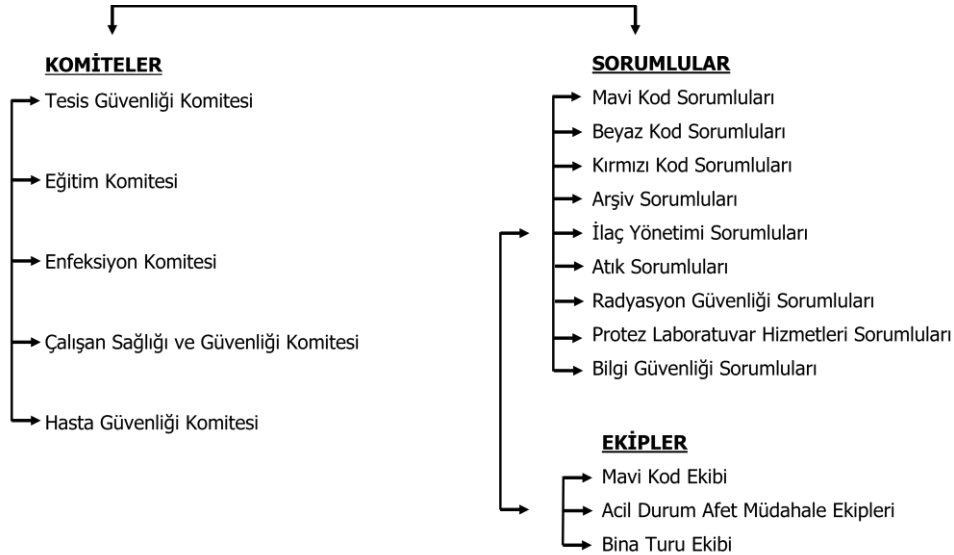 KOMİTELER
Tesis Güvenliği Komitesi
Eğitim Komitesi
Enfeksiyon Komitesi
Çalışan Sağlığı ve Güvenliği Komitesi
Hasta Güvenliği Komitesi
SORUMLULAR
Mavi Kod Sorumluları
Beyaz Kod Sorumluları
Kırmızı Kod Sorumluları
Arşiv Sorumluları
İlaç Yönetimi Sorumluları
Atık Sorumluları
Radyasyon Güvenliği Sorumluları
Protez Laboratuvar Hizmetleri Sorumluları
Bilgi Güvenliği Sorumluları
EKİPLER
Mavi Kod Ekibi
Acil Durum Afet Müdahale Ekipleri
Bina Turu Ekibi